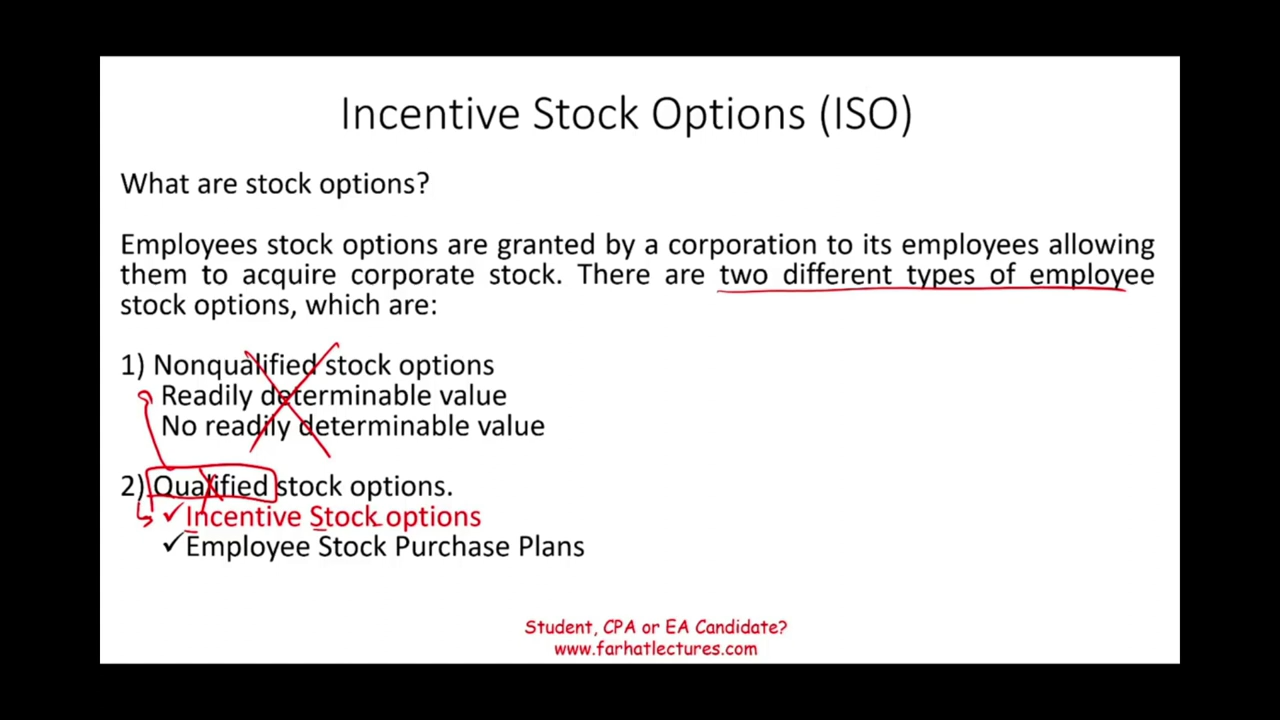 Incentive Stock Options (ISO)
What are stock options?
Employees stock options are granted by a corporation to its employees allowing
them to acquire corporate stock. There are two different types of employee
stock options, which are:
1) Nonqualified stock options
Readily determinable value
No readily determinable value
2) Qualified stock options.
✓Incentive Stock options
✓Employee Stock Purchase Plans
Student, CPA or EA Candidate?
www.farhatlectures.com